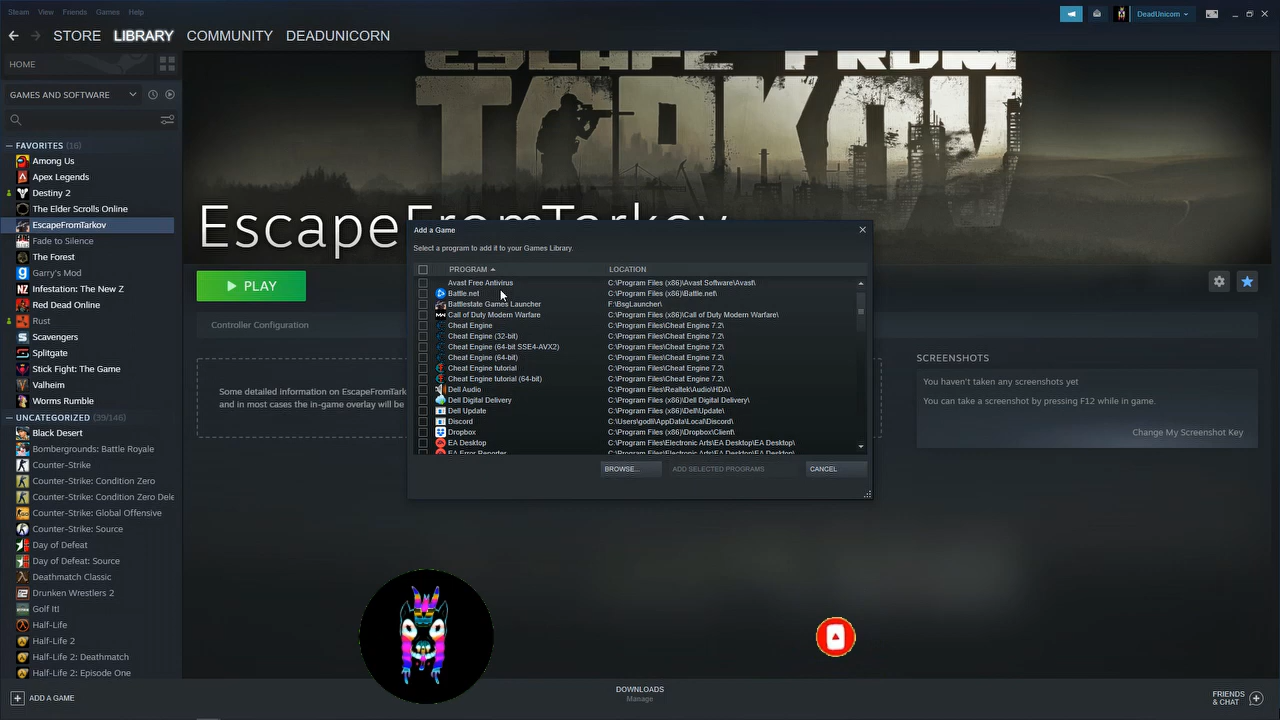 Steam View Friends Games Help
DeadUnicorn
STORE LIBRARY COMMUNITY DEADUNICORN
HOME
GAMES AND SOFTWARE
FAVORITES (16)
Among Us
Apex Legends
Destiny 2
The Elder Scrolls Online
EscapeFromTarkov
Fade to Silence
The Forest
Garry's Mod
Infestation: The New Z
Red Dead Online
Rust
Scavengers
Splitgate
Stick Fight: The Game
Valheim
Worms Rumble
UNCATEGORIZED (39/146)
Black Desert
Bombergrounds: Battle Royale
Counter-Strike
Counter-Strike: Condition Zero
Counter-Strike: Condition Zero Dele
Counter-Strike: Global Offensive
Counter-Strike: Source
Day of Defeat
Day of Defeat: Source
Deathmatch Classic
Drunken Wrestlers 2
Golf It!
Half-Life
Half-Life 2
Half-Life 2: Deathmatch
Half-Life 2: Episode One
ADD A GAME
ESCAPE FROM
TARKOV
EscapeFromTarkov
PLAY
Controller Configuration
Some detailed information on EscapeFromTark
and in most cases the in-game overlay will be
Add a Game
Select a program to add it to your Games Library.
PROGRAM LOCATION
Avast Free Antivirus C:\Program Files (x86)\Avast Software\Avast\
Battle.net C:\Program Files (x86)\Battle.net\
Battlestate Games Launcher F:\BsgLauncher\
Call of Duty Modern Warfare C:\Program Files (x86)\Call of Duty Modern Warfare\
Cheat Engine C:\Program Files\Cheat Engine 7.2\
Cheat Engine (32-bit) C:\Program Files\Cheat Engine 7.2\
Cheat Engine (64-bit SSE4-AVX2) C:\Program Files\Cheat Engine 7.2\
Cheat Engine (64-bit) C:\Program Files\Cheat Engine 7.2\
Cheat Engine tutorial C:\Program Files\Cheat Engine 7.2\
Cheat Engine tutorial (64-bit) C:\Program Files\Cheat Engine 7.2\
Dell Audio C:\Program Files\Realtek\Audio\HDA\
Dell Digital Delivery C:\Program Files (x86)\Dell Digital Delivery\
Dell Update C:\Program Files (x86)\Dell\Update\
Discord C:\Users\godli\AppData\Local\Discord\
Dropbox C:\Program Files (x86)\Dropbox\Client\
EA Desktop C:\Program Files\Electronic Arts\EA Desktop\EA Desktop\
EA Error Reporter C:\Program Files\Electronic Arts\EA Desktop\EA Desktop\
BROWSE... ADD SELECTED PROGRAMS CANCEL
SCREENSHOTS
You haven't taken any screenshots yet
You can take a screenshot by pressing F12 while in game.
Change My Screenshot Key
DOWNLOADS
Manage
FRIENDS
& CHAT